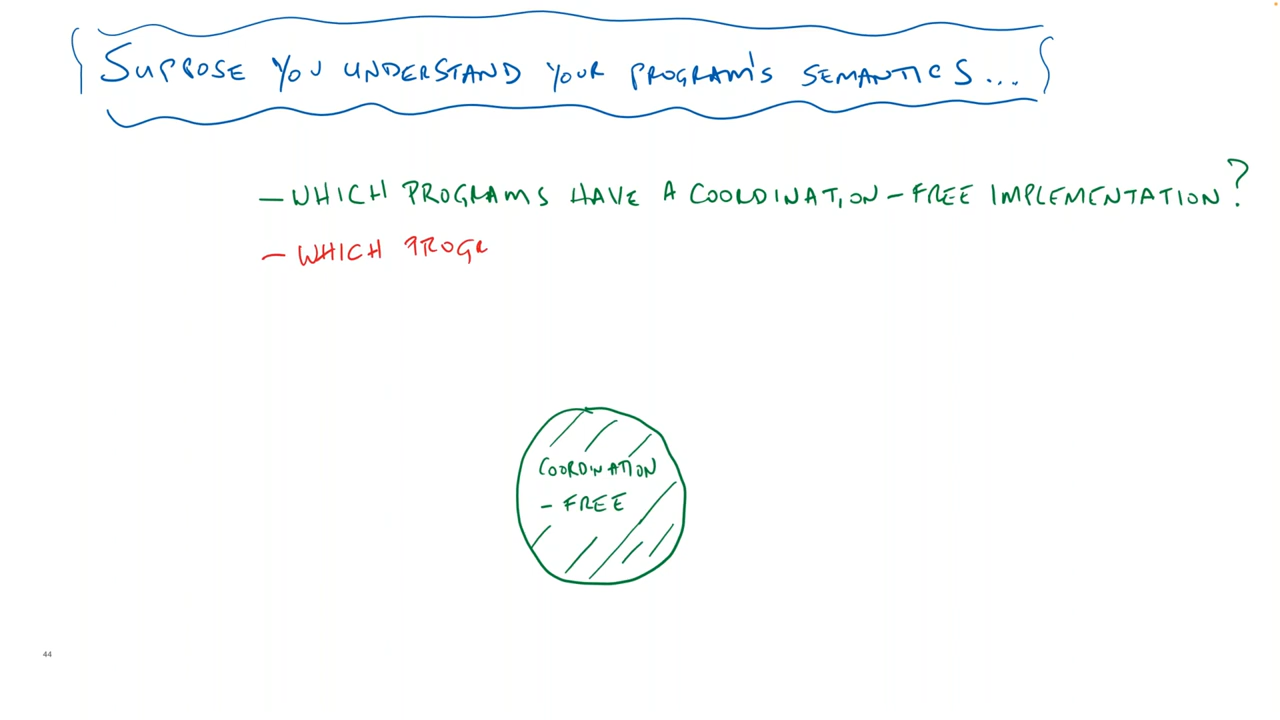 SUPPOSE YOU UNDERSTAND YOUR PROGRAM'S SEMANTICS...
- WHICH PROGRAMS HAVE A COORDINATION-FREE IMPLEMENTATION?
- WHICH PROGR
COORDINATION
- FREE
44